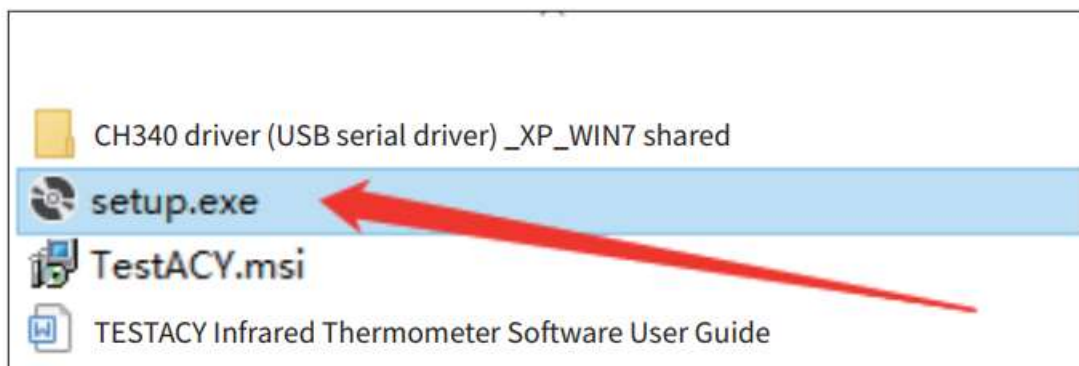 CH340 driver (USB serial driver) _XP_WIN7 shared
setup.exe
TestACY.msi
TESTACY Infrared Thermometer Software User Guide